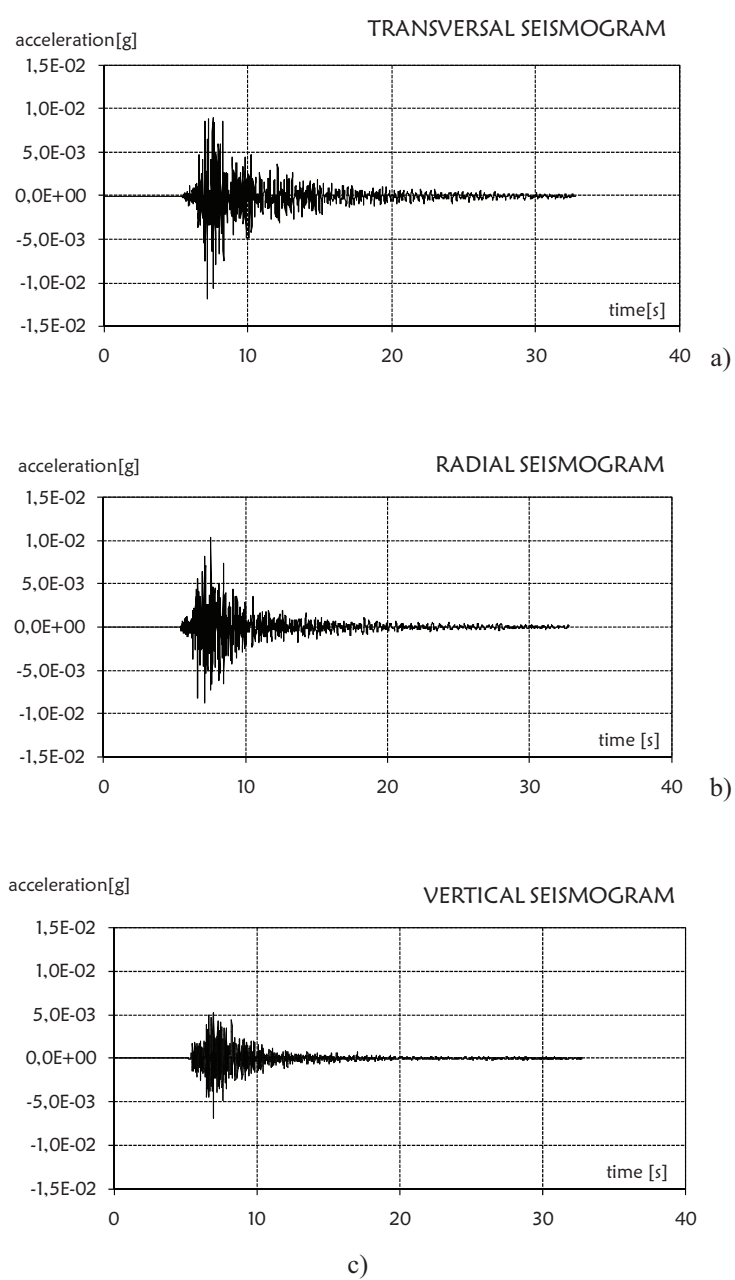 TRANSVERSAL SEISMOGRAM
acceleration[g]
1,5E-02
1,0E-02
5,0E-03
0,0E+00
-5,0E-03
-1,0E-02
-1,5E-02
time[s]
0 10 20 30 40
a)
RADIAL SEISMOGRAM
acceleration[g]
1,5E-02
1,0E-02
5,0E-03
0,0E+00
-5,0E-03
-1,0E-02
-1,5E-02
time [s]
0 10 20 30 40
b)
acceleration[g]
VERTICAL SEISMOGRAM
1,5E-02
1,0E-02
5,0E-03
0,0E+00
-5,0E-03
-1,0E-02
-1,5E-02
time [s]
0 10 20 30 40
c)